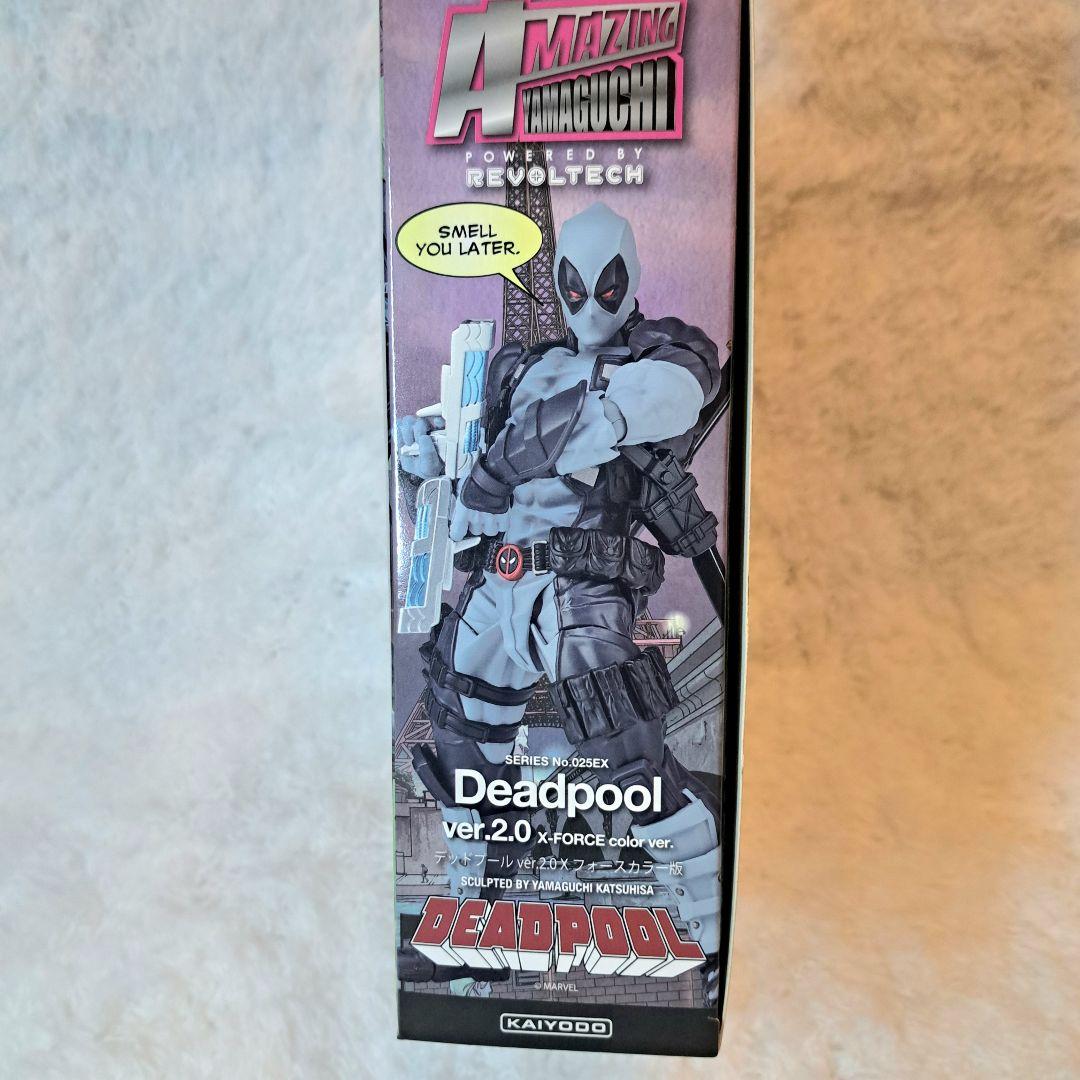 AMAZING
YAMAGUCHI
POWERED BY
REVOLTECH
SMELL
YOU LATER.
SERIES No.025EX
Deadpool
ver.2.0 X-FORCE color ver.
デッドプール ver.2.0 X フォースカラー版
SCULPTED BY YAMAGUCHI KATSUHISA
DEADPOOL
© MARVEL
KAIYODO